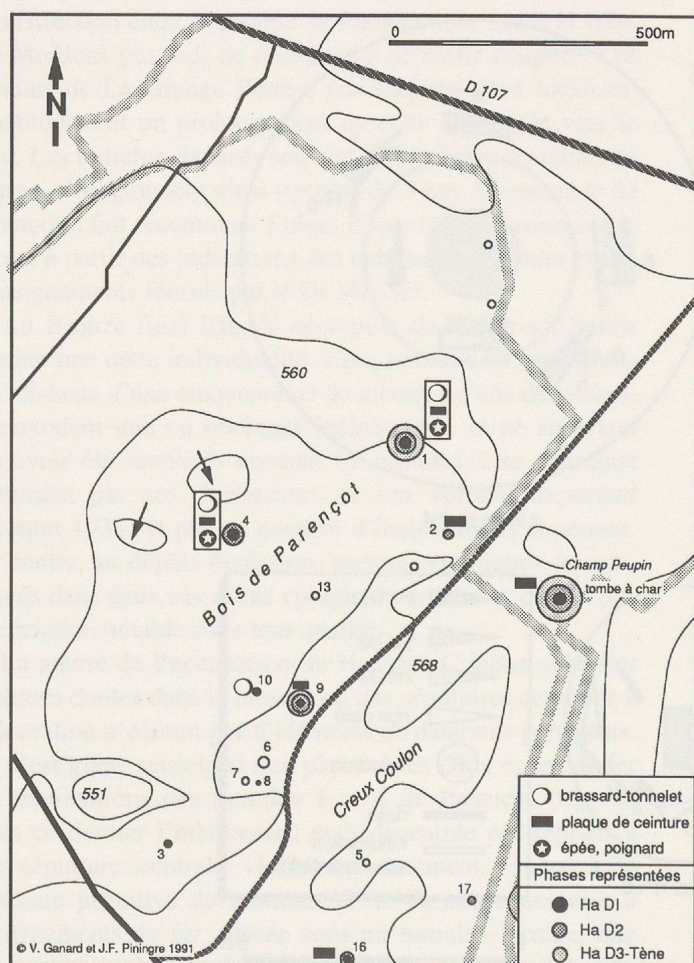 0 500m
N
D 107
560
1
2
4
Bois de Parençot
Champ Peupin
tombe à char
13
10
9
568
6
7
8
Creux Coulon
551
3
5
17
16
brassard-tonnelet
plaque de ceinture
épée, poignard
Phases représentées
Ha DI
Ha D2
Ha D3-Tène
© V. Ganard et J.F. Piningre 1991